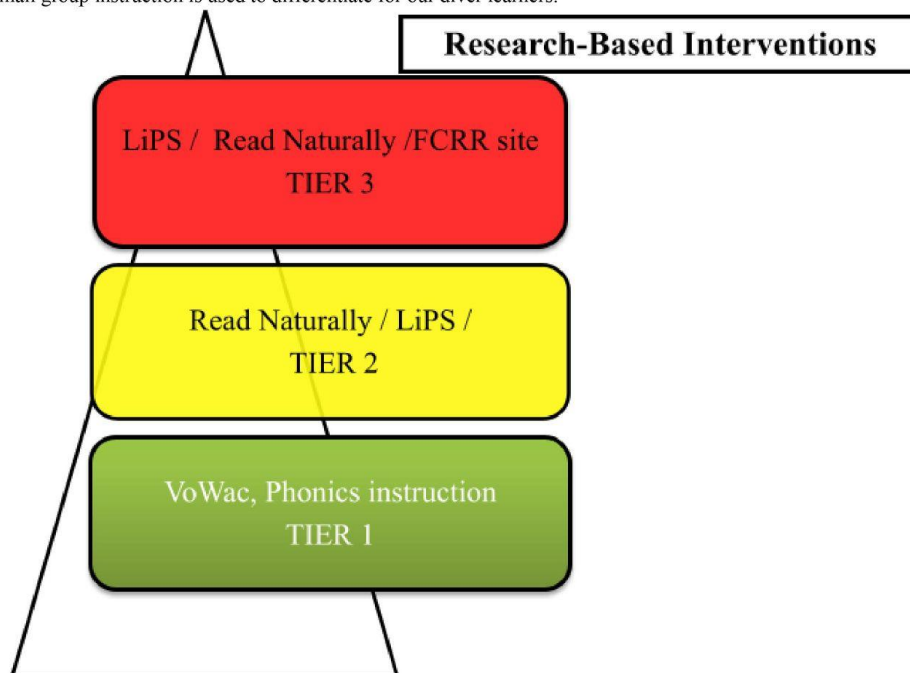 group instruction is used to differentiate for our diver learners.
Research-Based Interventions
LiPS / Read Naturally /FCRR site
TIER 3
Read Naturally / LiPS /
TIER 2
VoWac, Phonics instruction
TIER 1